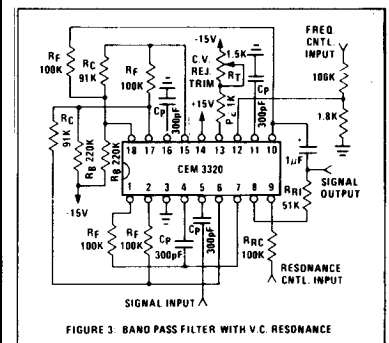 -15V
1.5K
FREQ.
CNTL.
INPUT
RF
100K
RC
91K
RF
100K
C.V.
REJ.
TRIM
RT
CP
300pF
CP
300pF
+15V
1K
100K
1.8K
RC
91K
RB 220K
RB 220K
-15V
18 17 16 15 14 13 12 11 10
CEM 3320
1 2 3 4 5 6 7 8 9
1µF
SIGNAL
OUTPUT
RRI
51K
RF
100K
RF
100K
CP
300pF
CP
300pF
RRC
100K
RESONANCE
CNTL. INPUT
SIGNAL INPUT
FIGURE 3: BAND PASS FILTER WITH V.C. RESONANCE